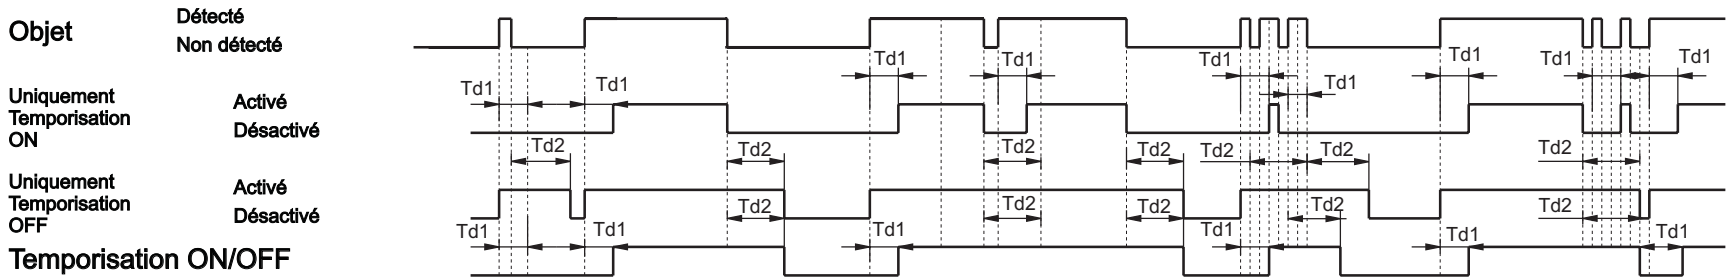 Objet
Détecté
Non détecté
Td1 Td1 Td1 Td1 Td1 Td1 Td1 Td1 Td1
Uniquement
Temporisation
ON
Activé
Désactivé
Td2 Td2 Td2 Td2 Td2 Td2 Td2
Uniquement
Temporisation
OFF
Activé
Désactivé
Td2 Td2 Td2 Td2 Td2
Td1 Td1 Td1 Td1 Td1 Td1
Temporisation ON/OFF